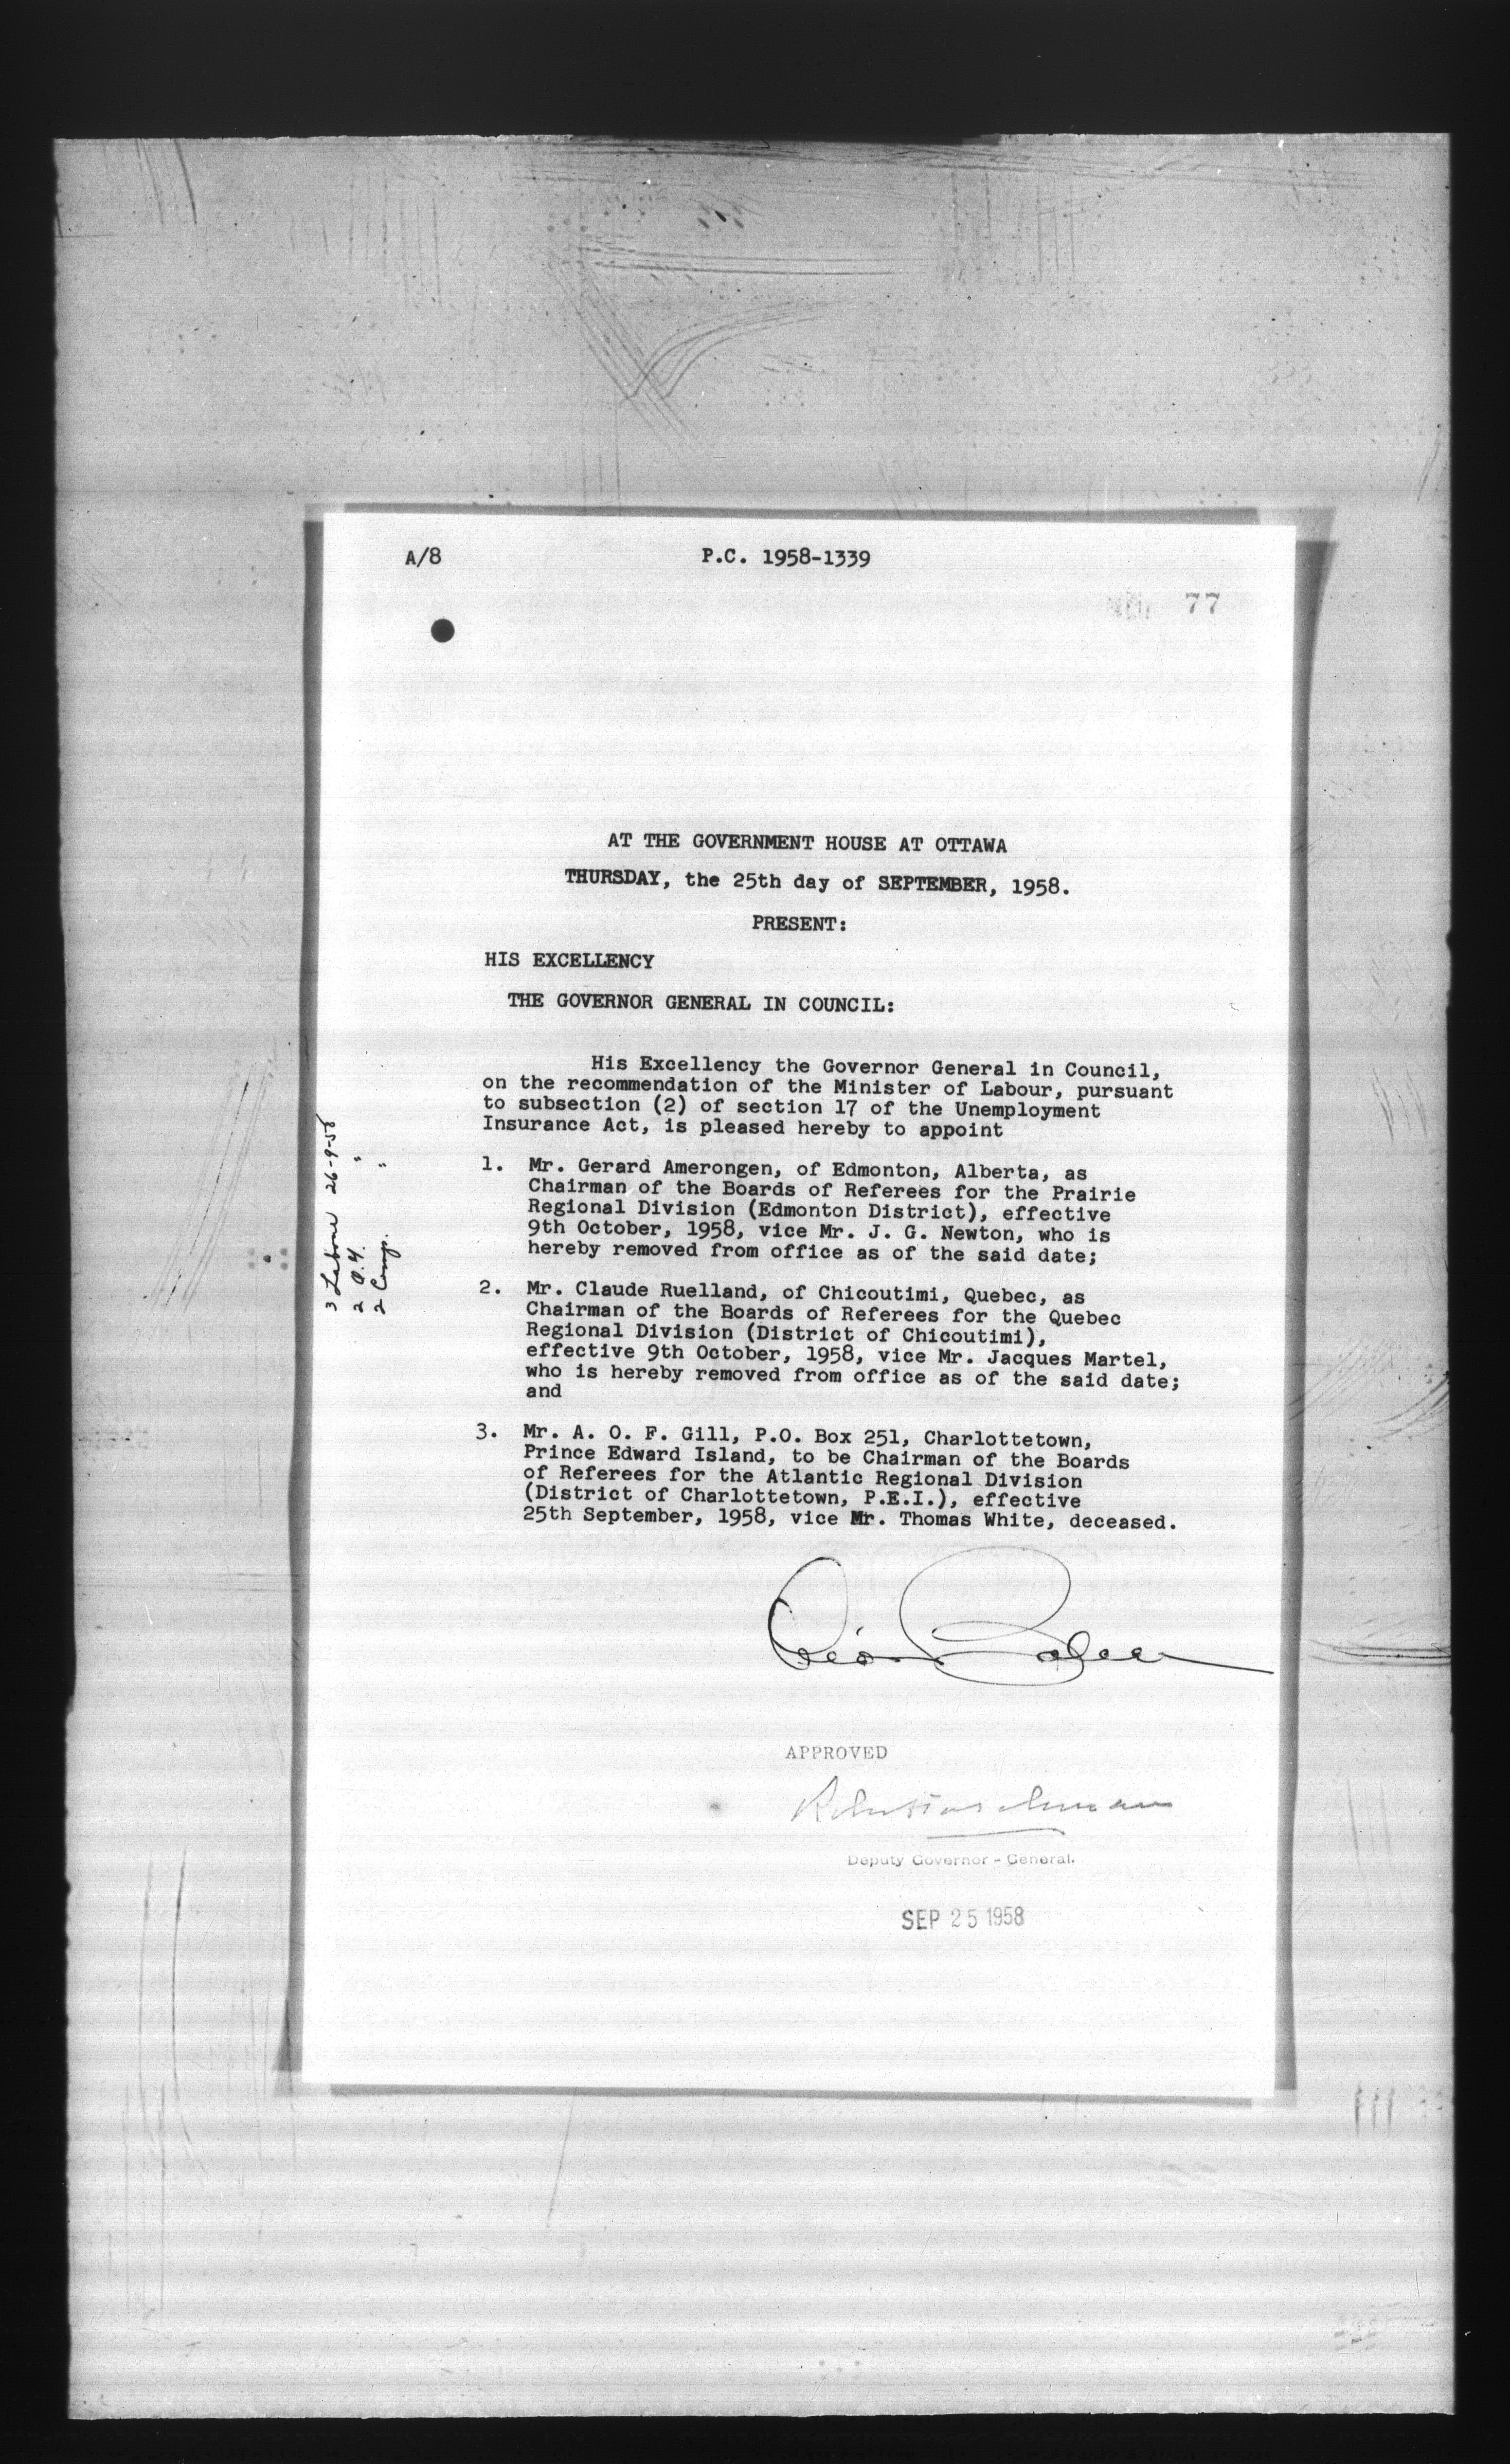 A/8
P.C. 1958-1339
77
AT THE GOVERNMENT HOUSE AT OTTAWA
THURSDAY, the 25th day of SEPTEMBER, 1958.
PRESENT:
HIS EXCELLENCY
THE GOVERNOR GENERAL IN COUNCIL:
His Excellency the Governor General in Council,
on the recommendation of the Minister of Labour, pursuant
to subsection (2) of section 17 of the Unemployment
Insurance Act, is pleased hereby to appoint
1. Mr. Gerard Amerongen, of Edmonton, Alberta, as
Chairman of the Boards of Referees for the Prairie
Regional Division (Edmonton District), effective
9th October, 1958, vice Mr. J. G. Newton, who is
hereby removed from office as of the said date;
2. Mr. Claude Ruelland, of Chicoutimi, Quebec, as
Chairman of the Boards of Referees for the Quebec
Regional Division (District of Chicoutimi),
effective 9th October, 1958, vice Mr. Jacques Martel,
who is hereby removed from office as of the said date;
and
3. Mr. A. O. F. Gill, P.O. Box 251, Charlottetown,
Prince Edward Island, to be Chairman of the Boards
of Referees for the Atlantic Regional Division
(District of Charlottetown, P.E.I.), effective
25th September, 1958, vice Mr. Thomas White, deceased.
3 Labour 26-9-58
2 "
2 Comp. "
APPROVED
Deputy Governor - General.
SEP 25 1958